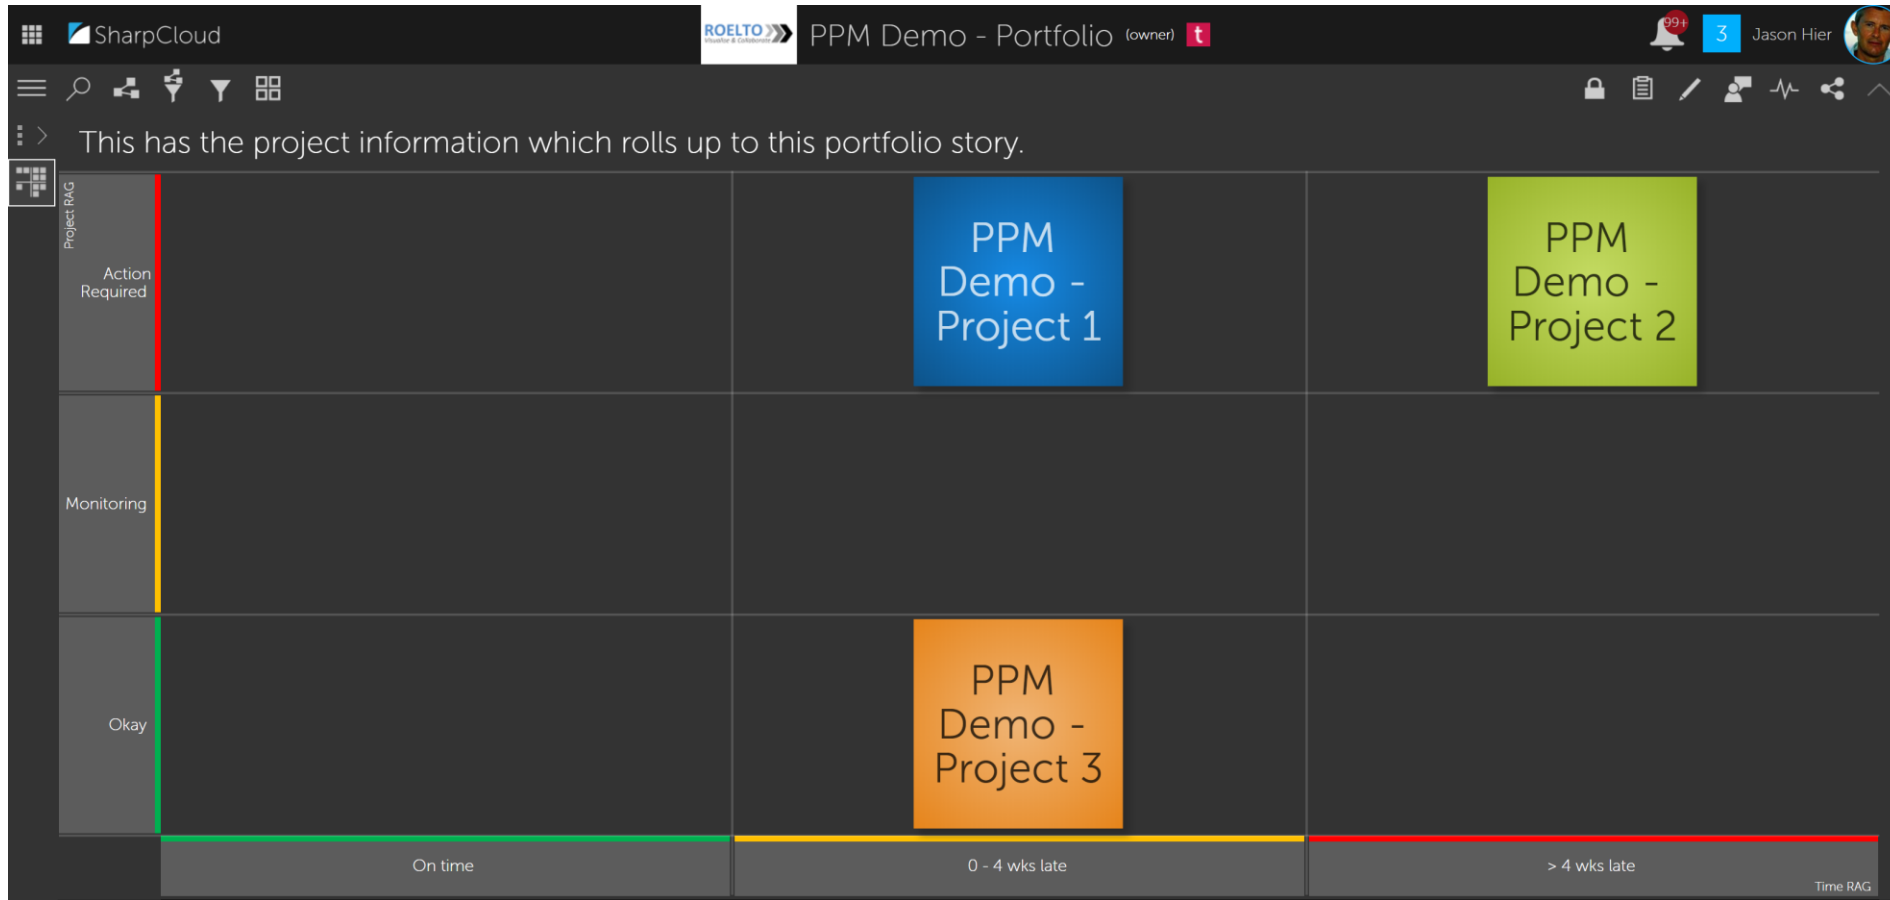 SharpCloud
ROELTO
Visualise & Collaborate
PPM Demo - Portfolio (owner) t
99+
3
Jason Hier
This has the project information which rolls up to this portfolio story.
Project RAG
Action
Required
PPM
Demo -
Project 1
PPM
Demo -
Project 2
Monitoring
Okay
PPM
Demo -
Project 3
On time
0 - 4 wks late
> 4 wks late
Time RAG